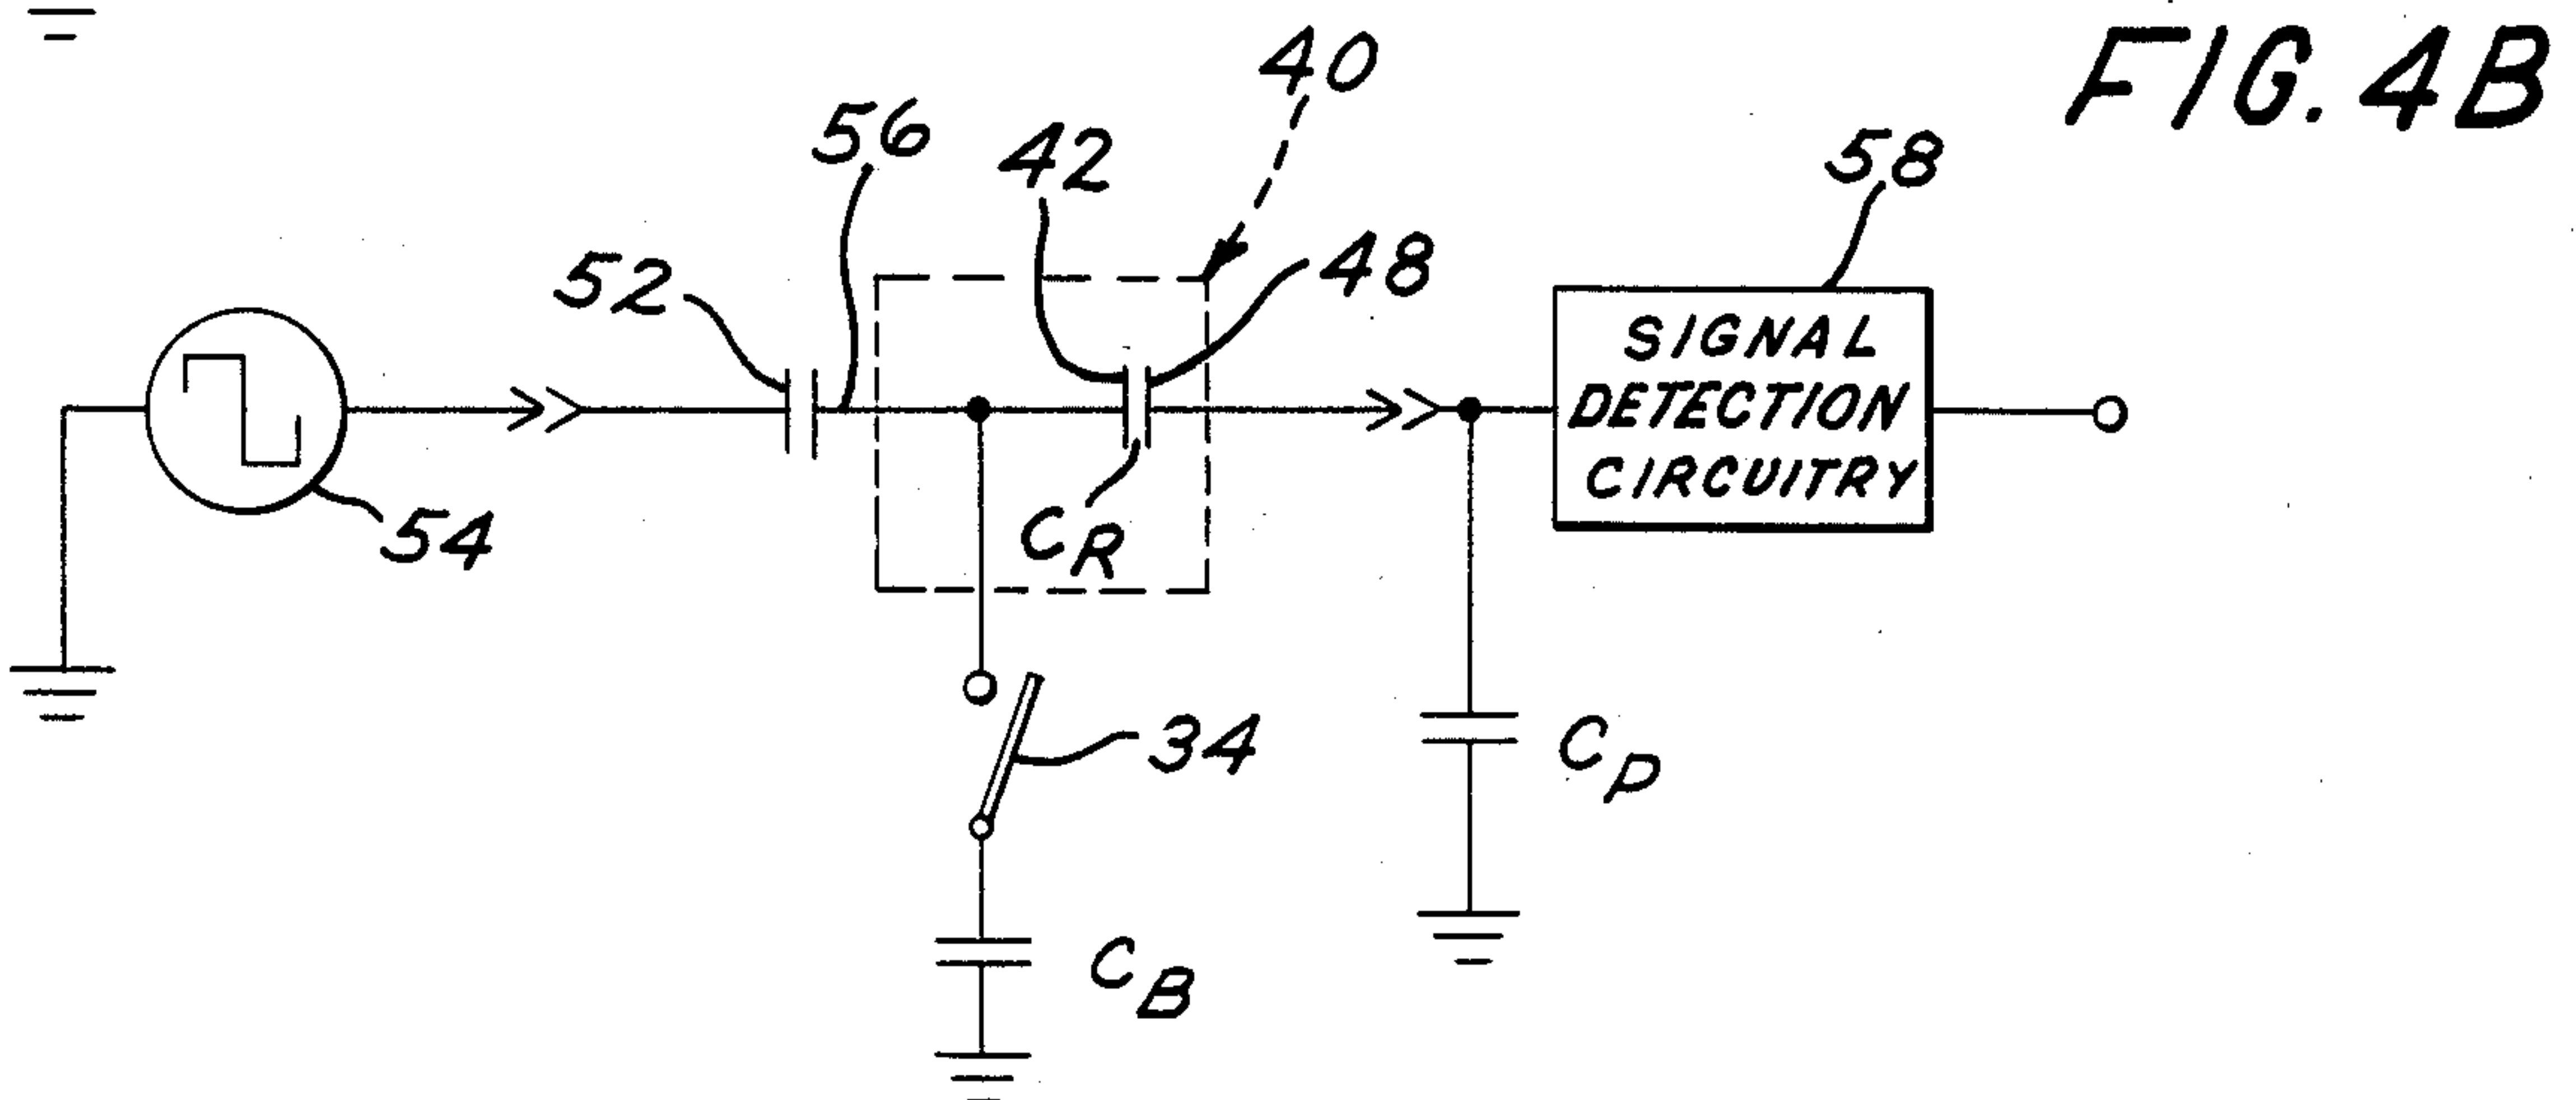 FIG. 4B
40
56
42
58
48
52
SIGNAL
DETECTION
CIRCUITRY
54
CR
34
CP
CB